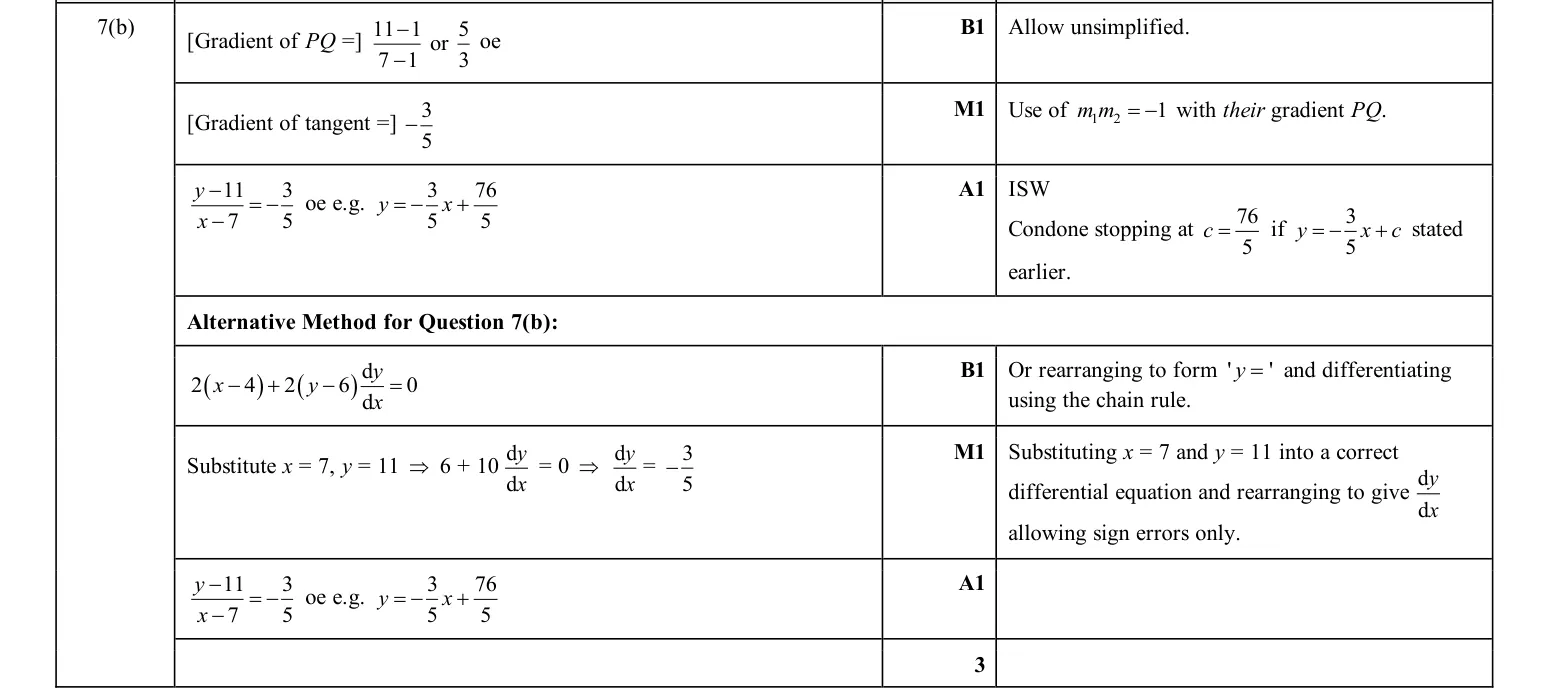 7(b)
[Gradient of PQ =] (11−1)/(7−1) or 5/3 oe
B1
Allow unsimplified.
[Gradient of tangent =] −3/5
M1
Use of m₁m₂ = −1 with their gradient PQ.
(y−11)/(x−7) = −3/5 oe e.g. y = −3/5 x + 76/5
A1
ISW
Condone stopping at c = 76/5 if y = −3/5 x + c stated
earlier.
Alternative Method for Question 7(b):
2(x−4)+2(y−6) dy/dx = 0
B1
Or rearranging to form 'y = ' and differentiating
using the chain rule.
Substitute x = 7, y = 11 ⇒ 6 + 10 dy/dx = 0 ⇒ dy/dx = −3/5
M1
Substituting x = 7 and y = 11 into a correct
differential equation and rearranging to give dy/dx
allowing sign errors only.
(y−11)/(x−7) = −3/5 oe e.g. y = −3/5 x + 76/5
A1
3